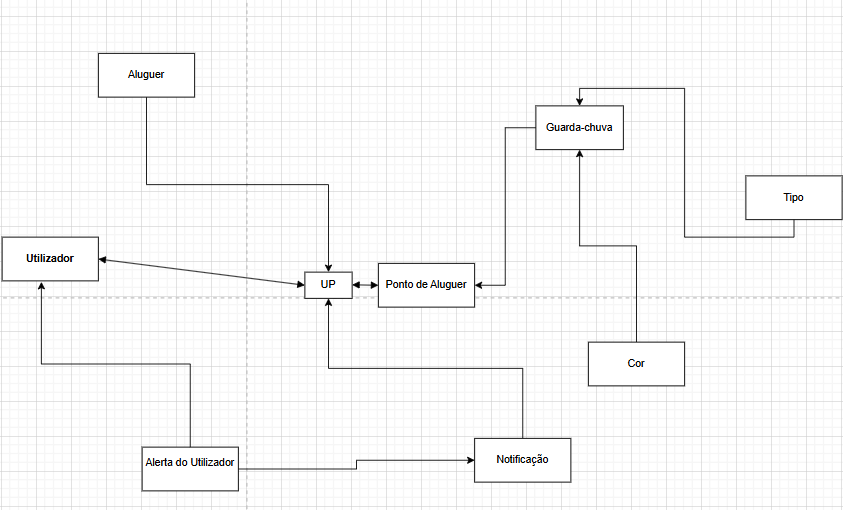 Aluguer
Guarda-chuva
Tipo
Utilizador
UP
Ponto de Aluguer
Cor
Alerta do Utilizador
Notificação